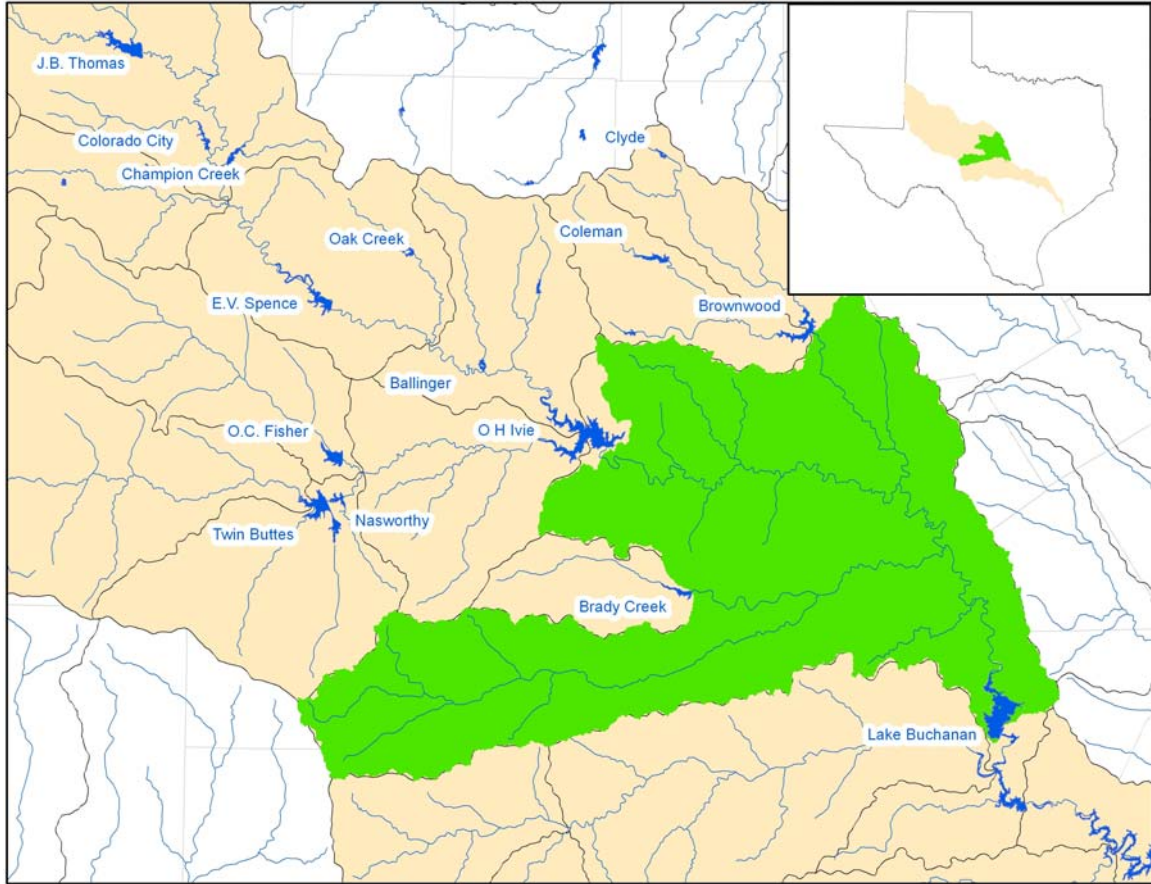 J.B. Thomas
Colorado City
Clyde
Champion Creek
Oak Creek
Coleman
E.V. Spence
Brownwood
Ballinger
O.C. Fisher
O H Ivie
Twin Buttes
Nasworthy
Brady Creek
Lake Buchanan